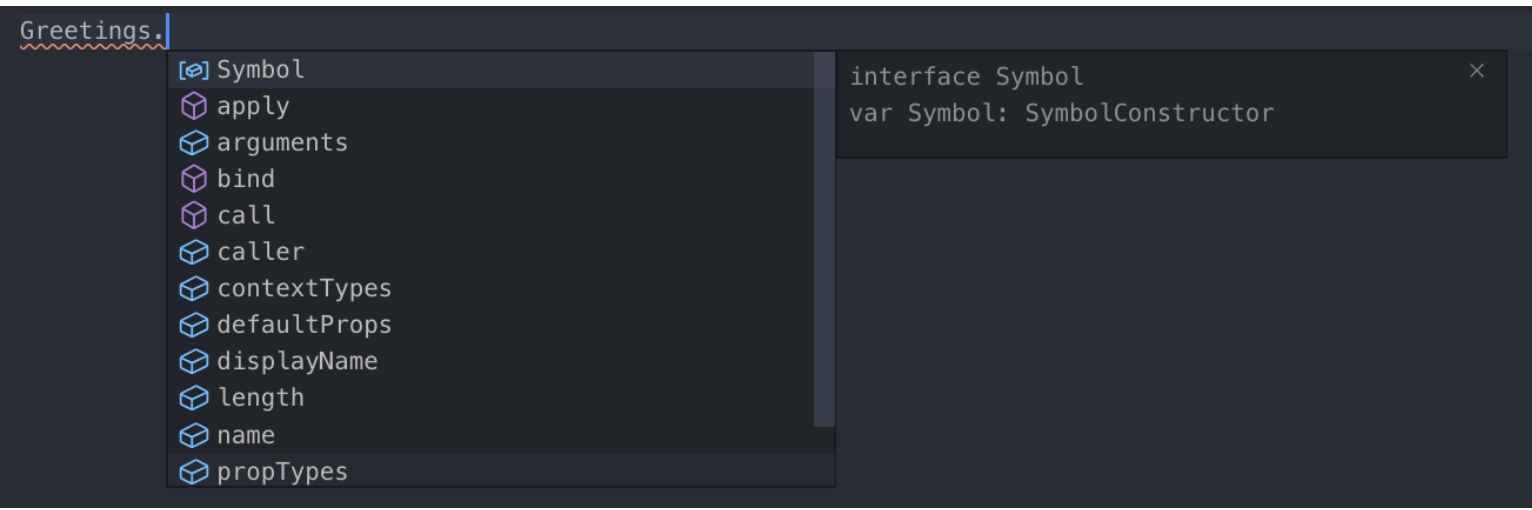 Greetings.
Symbol
apply
arguments
bind
call
caller
contextTypes
defaultProps
displayName
length
name
propTypes
interface Symbol
var Symbol: SymbolConstructor